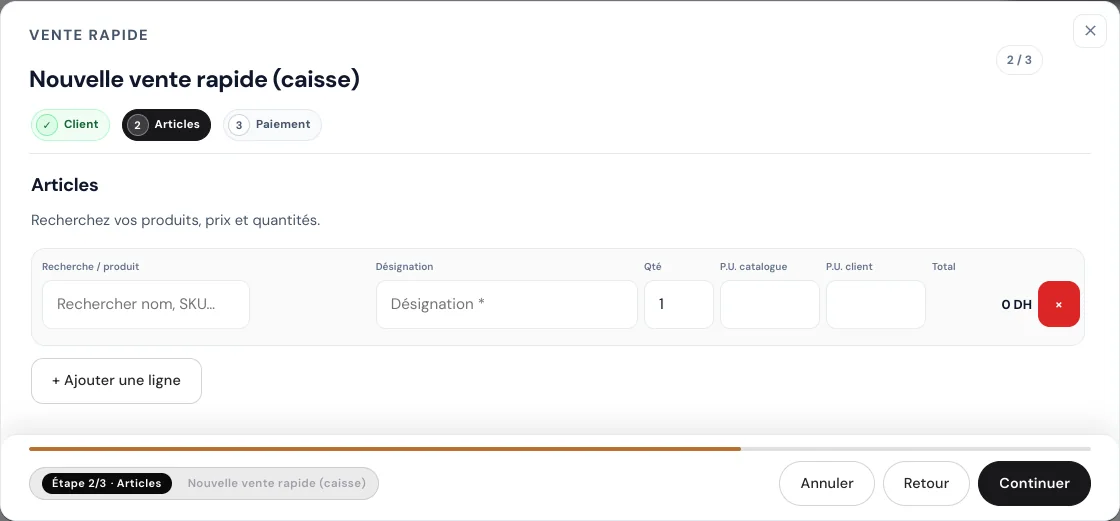 VENTE RAPIDE
2 / 3
Nouvelle vente rapide (caisse)
✓ Client 2 Articles 3 Paiement
Articles
Recherchez vos produits, prix et quantités.
Recherche / produit Désignation Qté P.U. catalogue P.U. client Total
Rechercher nom, SKU... Désignation * 1 0 DH ×
+ Ajouter une ligne
Étape 2/3 · Articles Nouvelle vente rapide (caisse) Annuler Retour Continuer